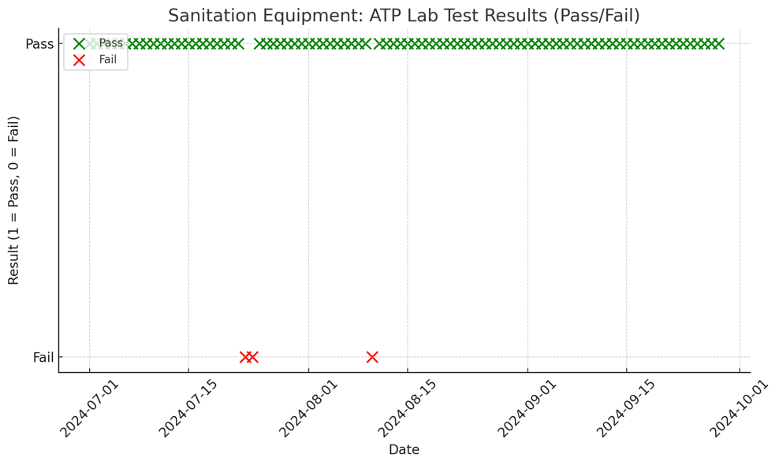 Sanitation Equipment: ATP Lab Test Results (Pass/Fail)
Pass
Fail
Pass
Fail
Result (1 = Pass, 0 = Fail)
2024-07-01
2024-07-15
2024-08-01
2024-08-15
2024-09-01
2024-09-15
2024-10-01
Date